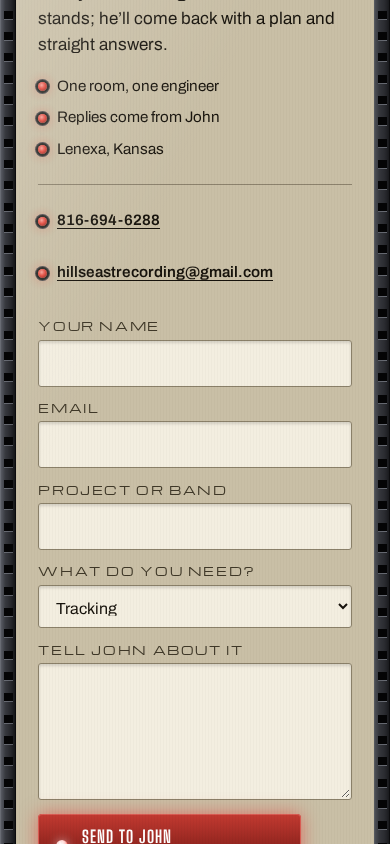 stands; he’ll come back with a plan and
straight answers.
One room, one engineer
Replies come from John
Lenexa, Kansas
816-694-6288
hillseastrecording@gmail.com
YOUR NAME
EMAIL
PROJECT OR BAND
WHAT DO YOU NEED?
Tracking
TELL JOHN ABOUT IT
SEND TO JOHN